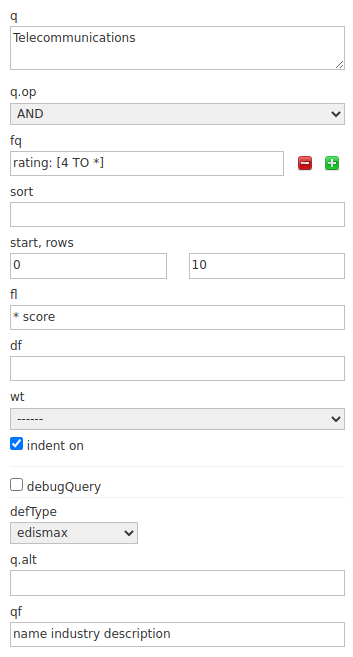 q
Telecommunications
q.op
AND
fq
rating: [4 TO *]
sort
start, rows
0 10
fl
* score
df
wt
------
indent on
debugQuery
defType
edismax
q.alt
qf
name industry description